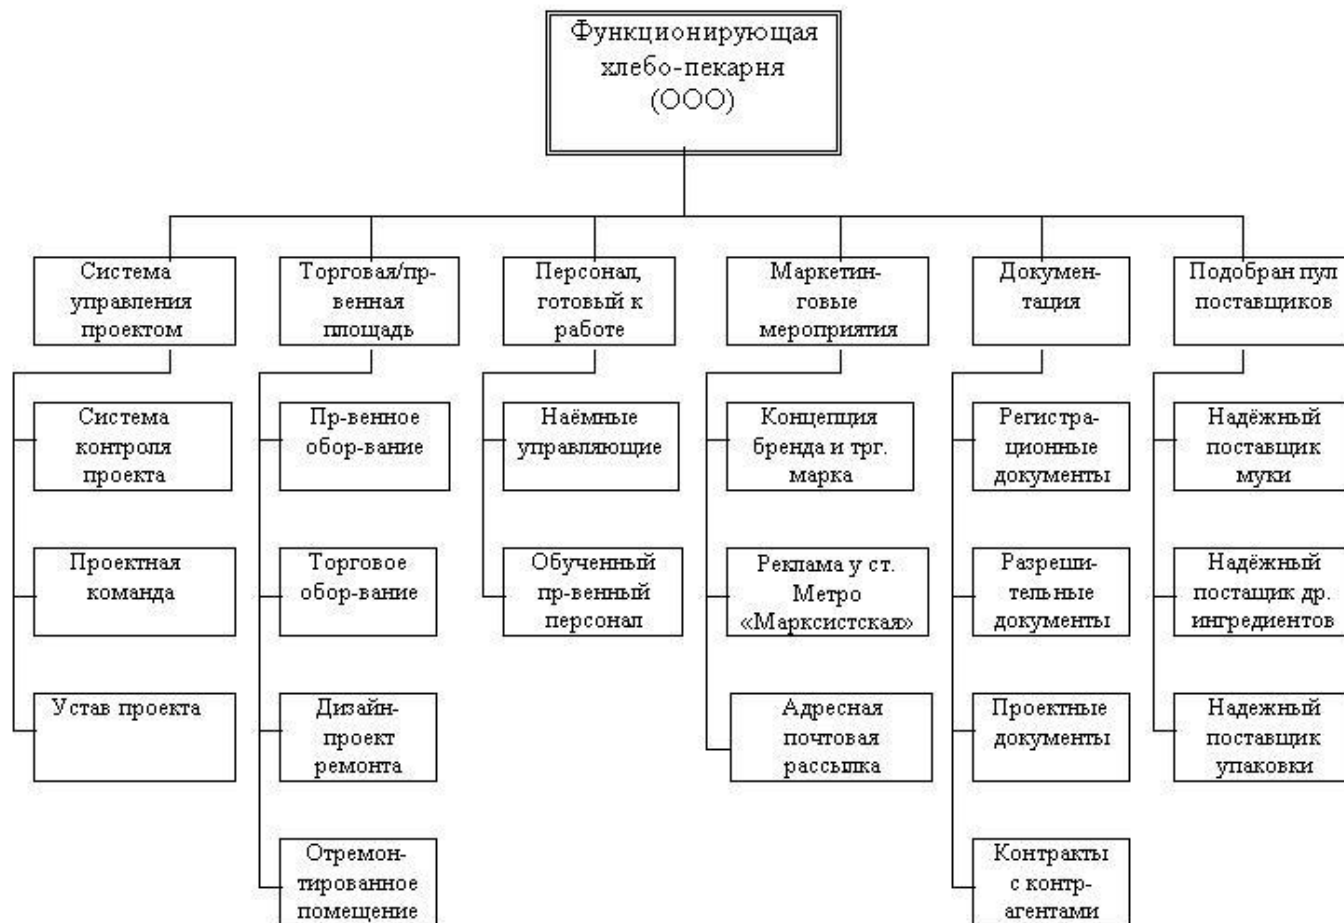 Функционирующая
хлебо-пекарня
(ООО)
Система
управления
проектом
Торговая/пр-
венная
площадь
Персонал,
готовый к
работе
Маркетин-
говые
мероприятия
Докумен-
тация
Подобран пул
поставщиков
Система
контроля
проекта
Пр-венное
обор-вание
Наёмные
управляющие
Концепция
бренда и трг.
марка
Регистра-
ционные
документы
Надёжный
поставщик
муки
Проектная
команда
Торговое
обор-вание
Обученный
пр-венный
персонал
Реклама у ст.
Метро
«Марксистская»
Разреши-
тельные
документы
Надёжный
постащик др.
ингредиентов
Устав проекта
Дизайн-
проект
ремонта
Адресная
почтовая
рассылка
Проектные
документы
Надежный
поставщик
упаковки
Отремон-
тированное
помещение
Контракты
с контр-
агентами